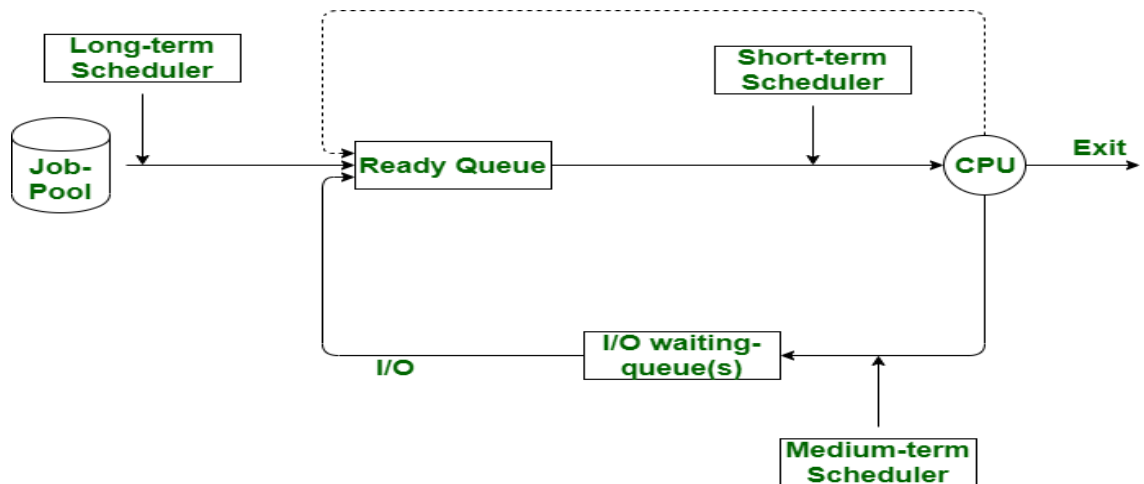 Long-term
Scheduler
Short-term
Scheduler
Job-
Pool
Ready Queue
CPU
Exit
I/O waiting-
queue(s)
I/O
Medium-term
Scheduler